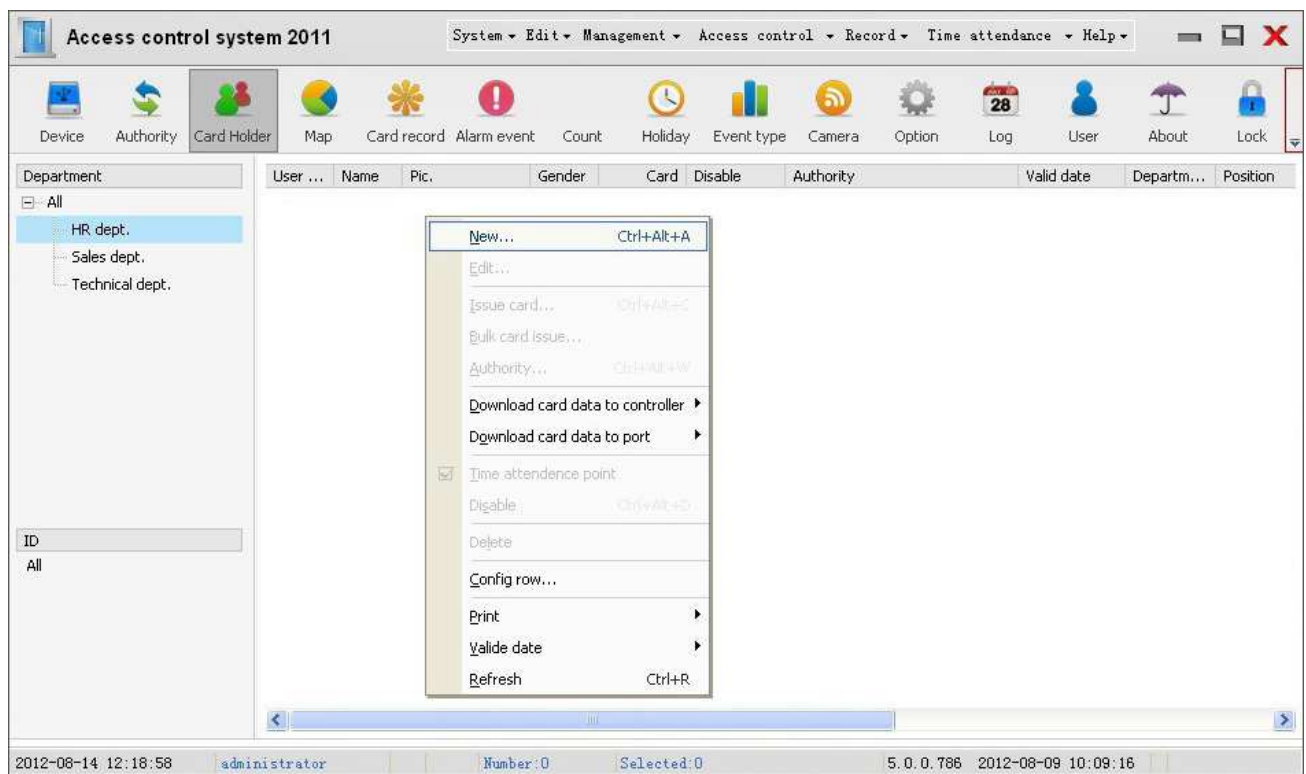 Access control system 2011 System Edit Management Access control Record Time attendance Help
Device Authority Card Holder Map Card record Alarm event Count Holiday Event type Camera Option Log User About Lock
28
Department User ... Name Pic. Gender Card Disable Authority Valid date Departm... Position
All
HR dept.
Sales dept.
Technical dept.
New... Ctrl+Alt+A
Edit...
Issue card... Ctrl+Alt+C
Bulk card issue...
Authority... Ctrl+Alt+W
Download card data to controller
Download card data to port
Time attendence point
Disable Ctrl+Alt+D
Delete
Config row...
Print
Valide date
Refresh Ctrl+R
ID
All
2012-08-14 12:18:58 administrator Number:0 Selected:0 5.0.0.786 2012-08-09 10:09:16